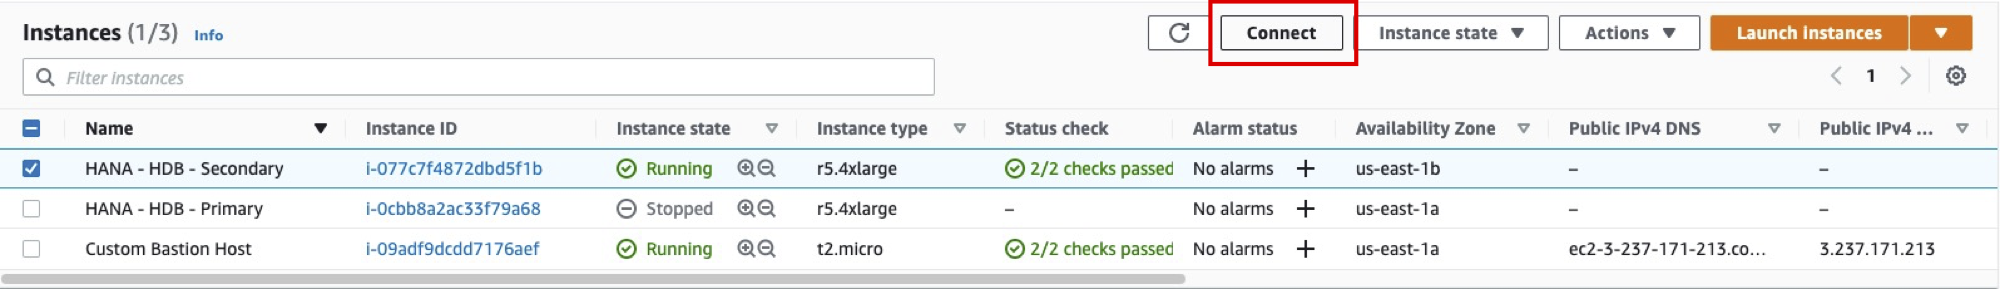 Instances (1/3) Info Connect Instance state Actions Launch instances
Filter instances 1
Name Instance ID Instance state Instance type Status check Alarm status Availability Zone Public IPv4 DNS Public IPv4 ...
HANA - HDB - Secondary i-077c7f4872dbd5f1b Running r5.4xlarge 2/2 checks passed No alarms + us-east-1b – –
HANA - HDB - Primary i-0cbb8a2ac33f79a68 Stopped r5.4xlarge – No alarms + us-east-1a – –
Custom Bastion Host i-09adf9dcdd7176aef Running t2.micro 2/2 checks passed No alarms + us-east-1a ec2-3-237-171-213.co... 3.237.171.213